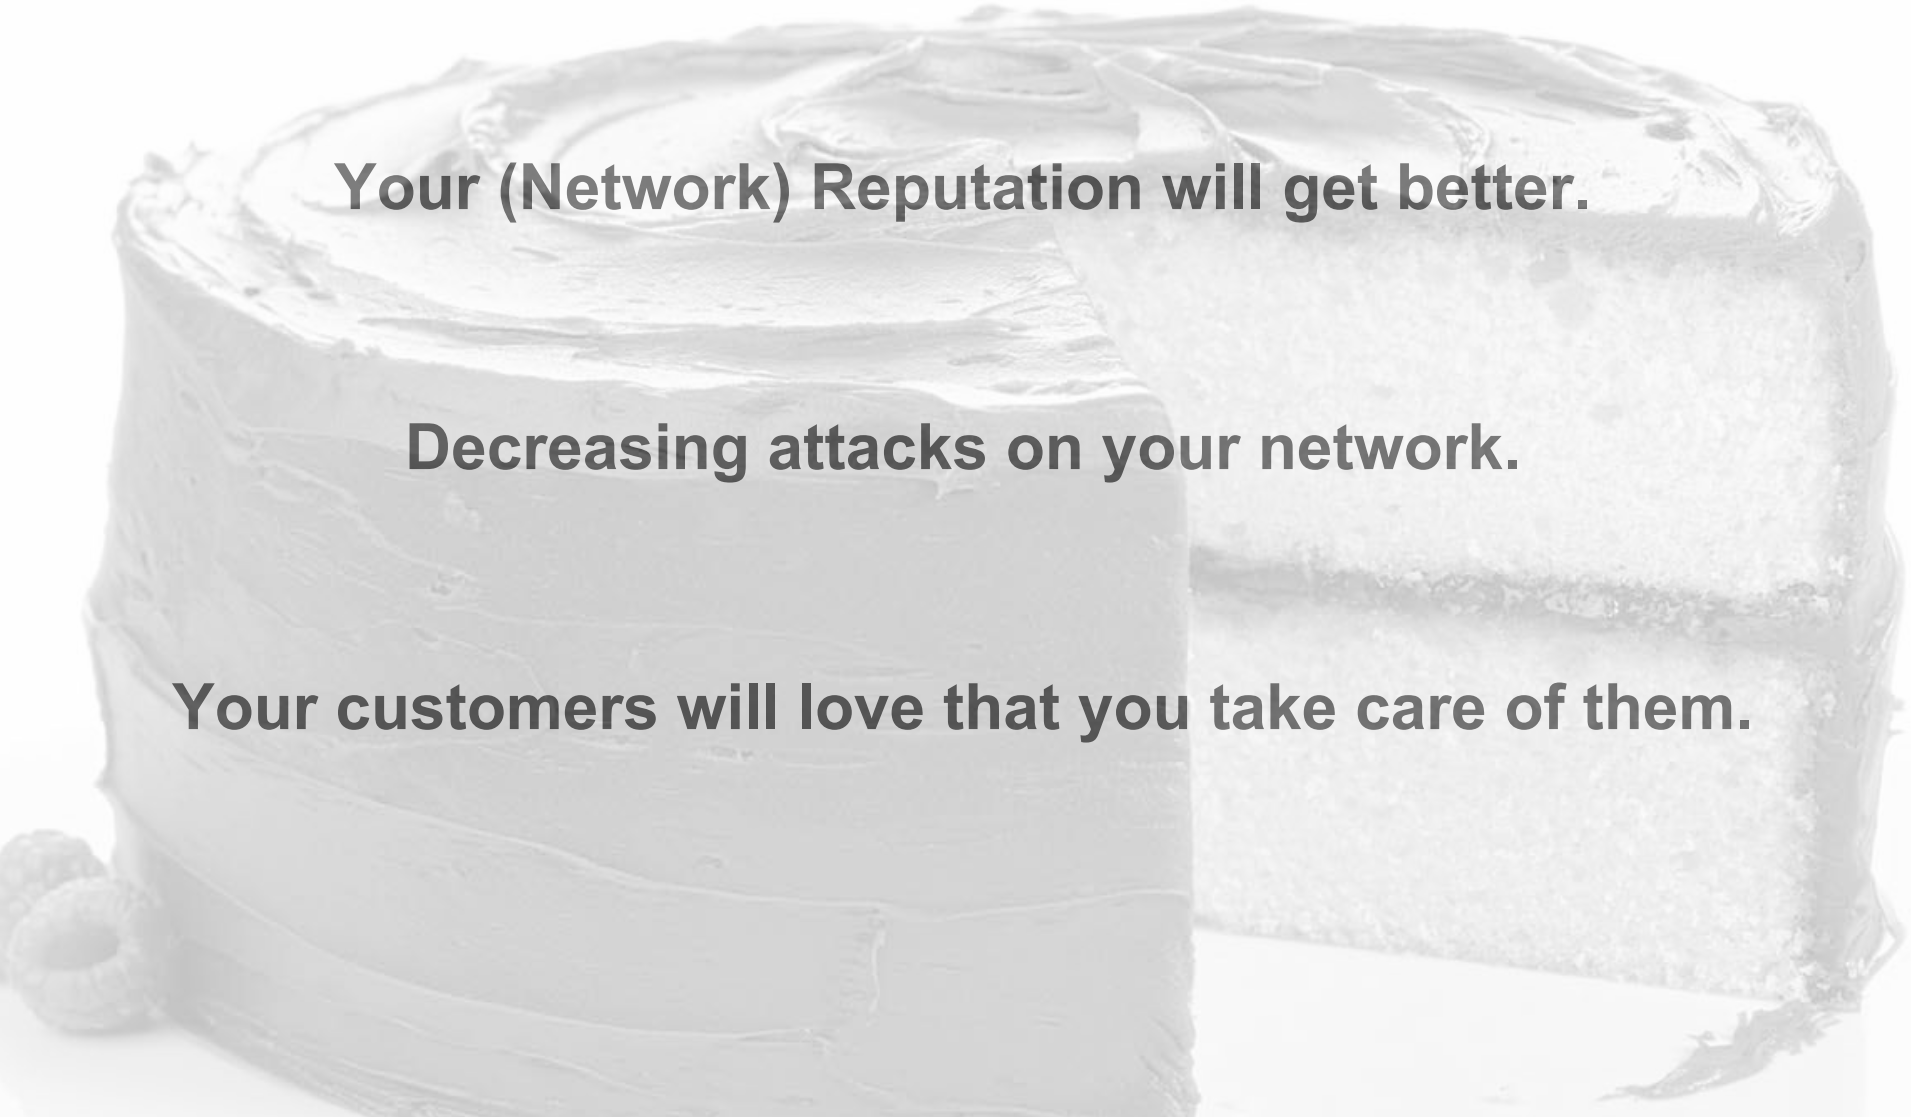 Your (Network) Reputation will get better.
Decreasing attacks on your network.
Your customers will love that you take care of them.